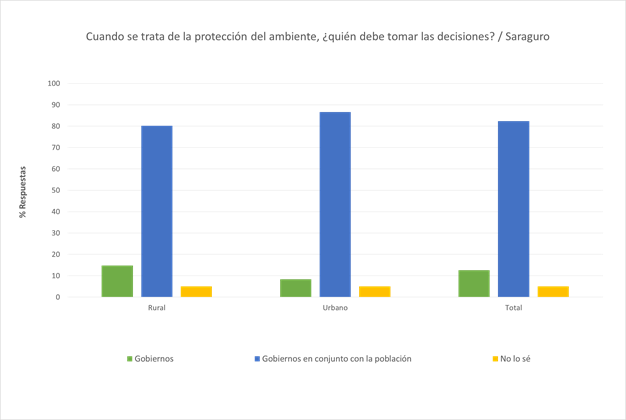 Cuando se trata de la protección del ambiente, ¿quién debe tomar las decisiones? / Saraguro
100
90
80
70
60
50
40
30
20
10
0
% Respuestas
Rural
Urbano
Total
Gobiernos
Gobiernos en conjunto con la población
No lo sé